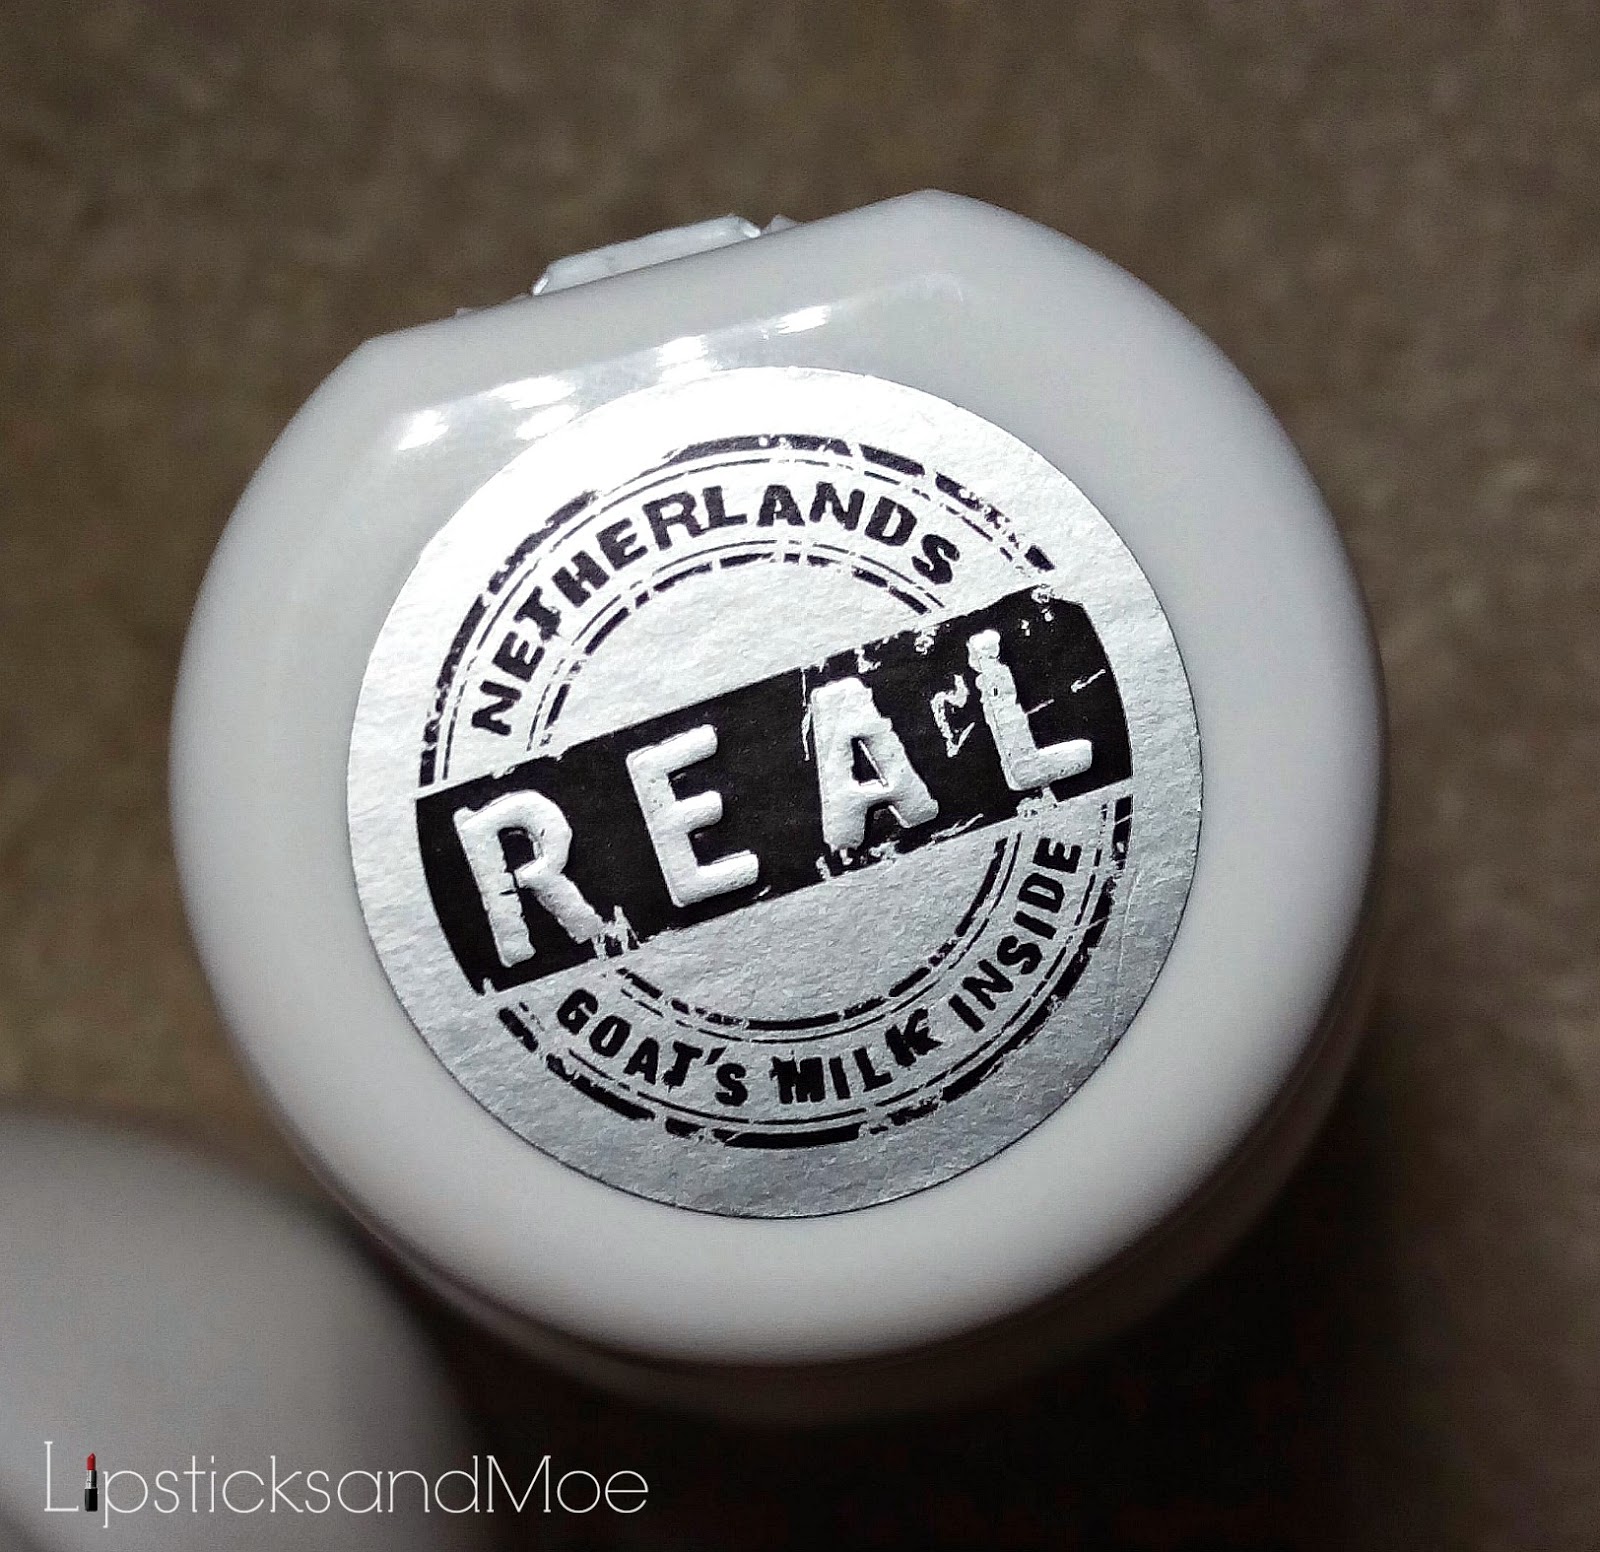 NETHERLANDS
REAL
GOAT'S MILK INSIDE
LipsticksandMoe